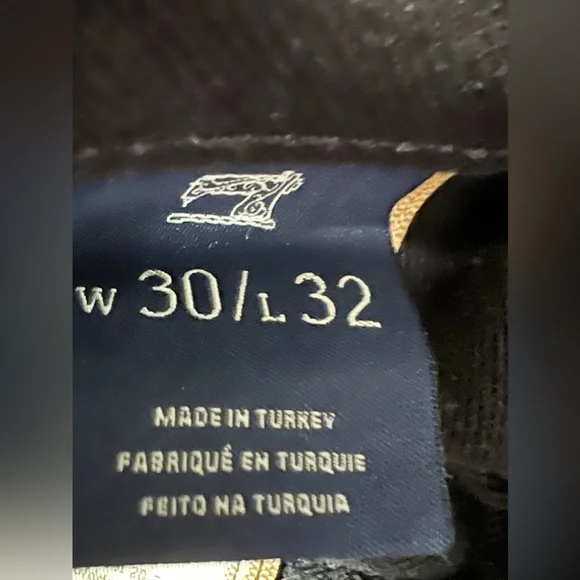 W 30/L 32
MADE IN TURKEY
FABRIQUÉ EN TURQUIE
FEITO NA TURQUIA